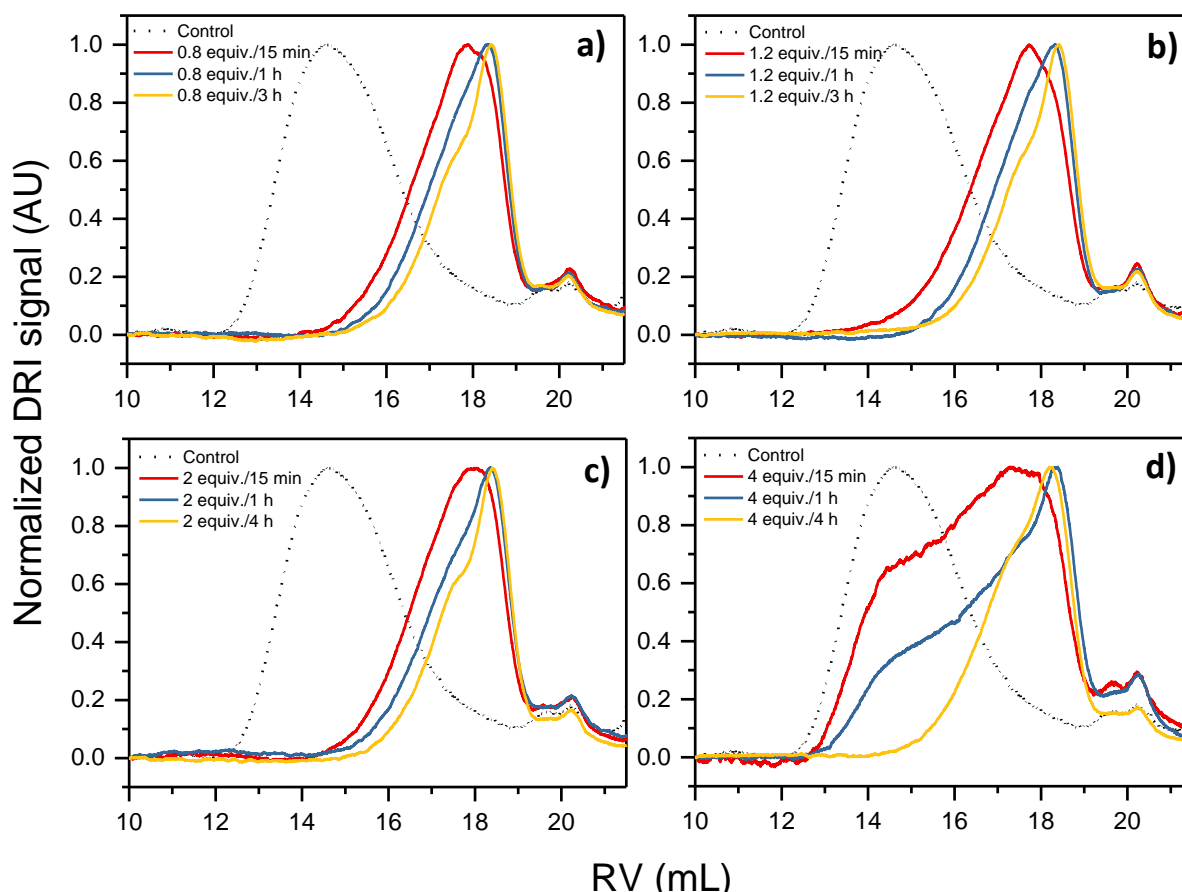 Normalized DRI signal (AU)
Control
0.8 equiv./15 min
0.8 equiv./1 h
0.8 equiv./3 h
a)
1.0
0.8
0.6
0.4
0.2
0.0
10 12 14 16 18 20
Control
1.2 equiv./15 min
1.2 equiv./1 h
1.2 equiv./3 h
b)
1.0
0.8
0.6
0.4
0.2
0.0
10 12 14 16 18 20
Control
2 equiv./15 min
2 equiv./1 h
2 equiv./4 h
c)
1.0
0.8
0.6
0.4
0.2
0.0
10 12 14 16 18 20
Control
4 equiv./15 min
4 equiv./1 h
4 equiv./4 h
d)
1.0
0.8
0.6
0.4
0.2
0.0
10 12 14 16 18 20
RV (mL)